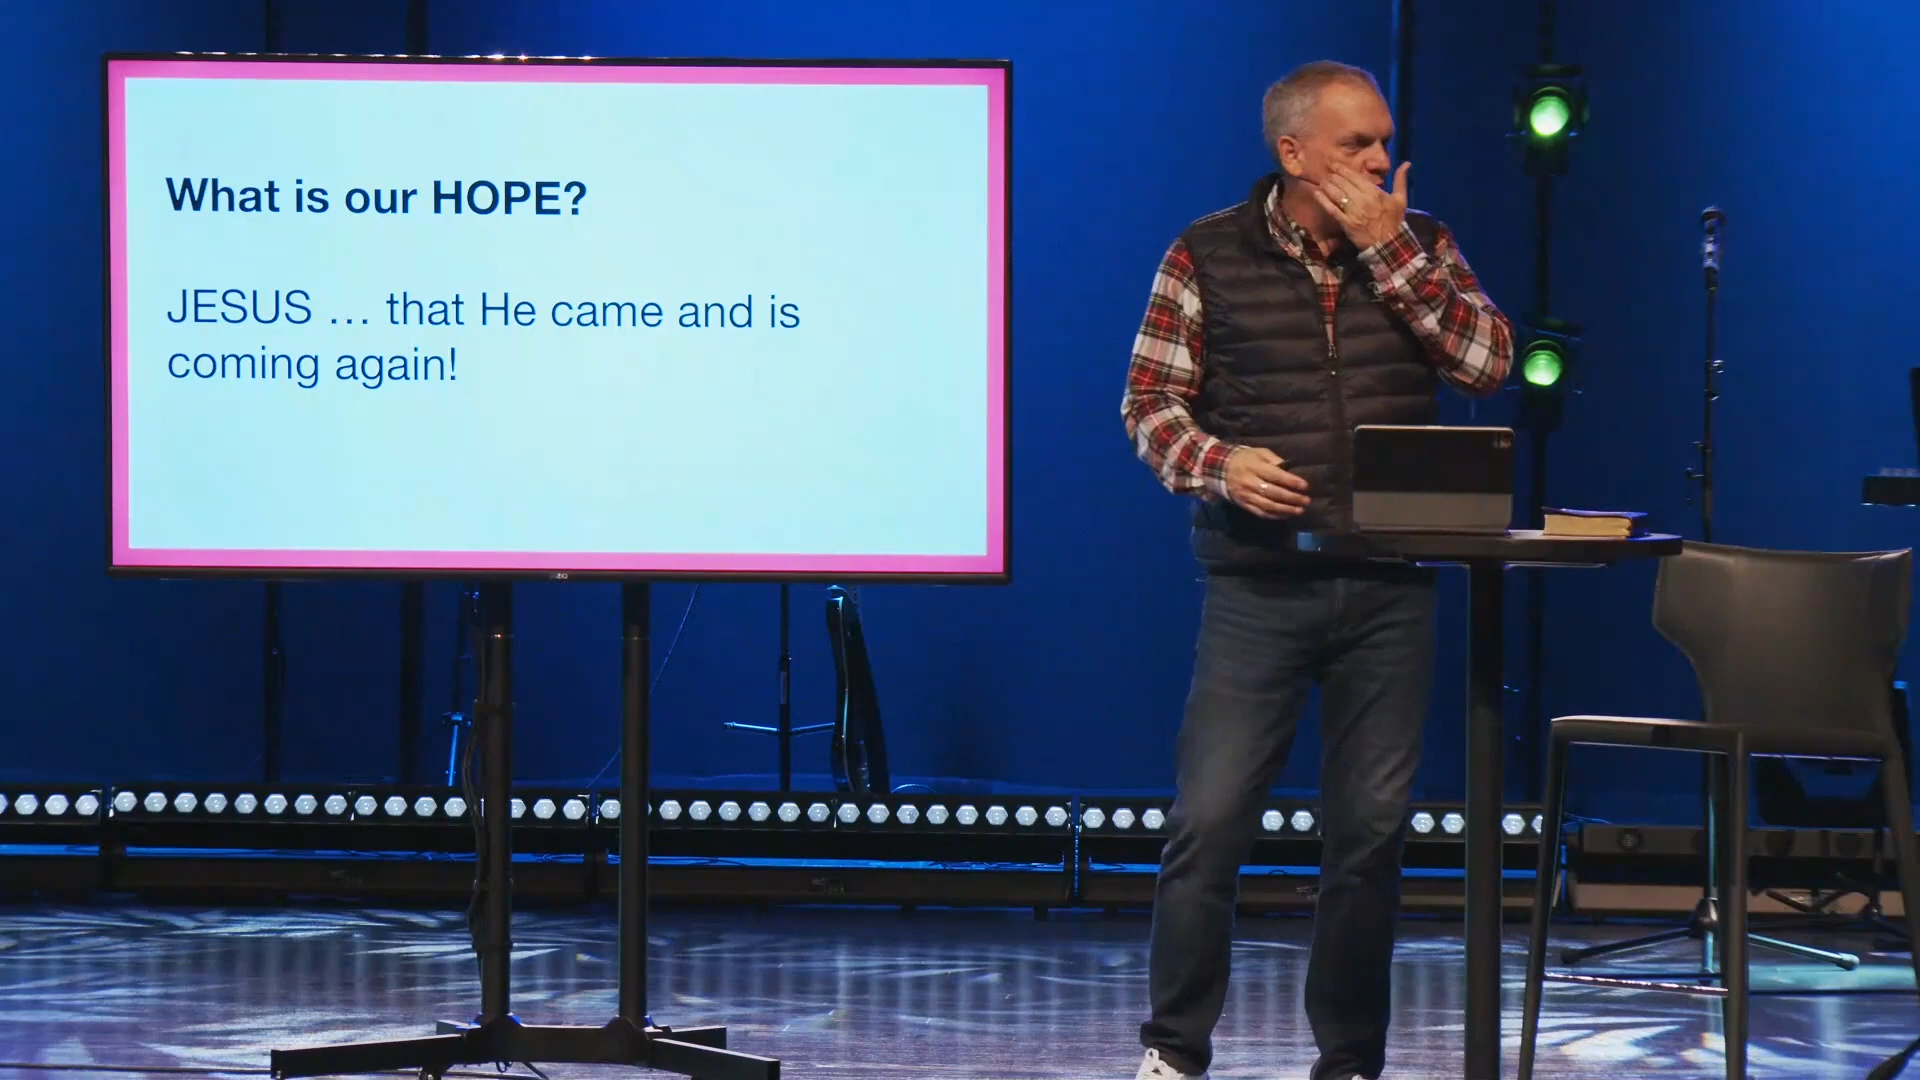 What is our HOPE?
JESUS ... that He came and is
coming again!